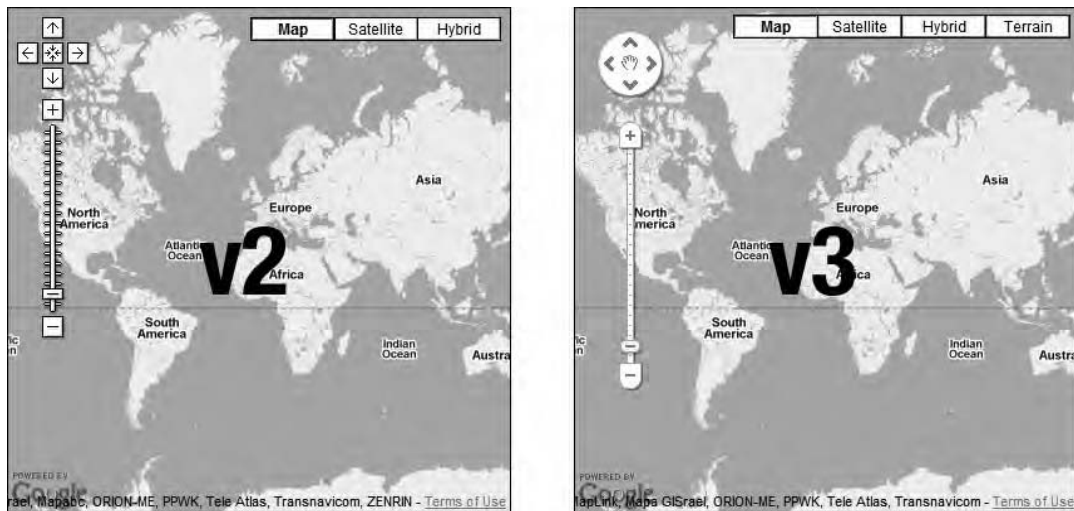 Map Satellite Hybrid
Asia
North
America
Europe
Atlantic
Ocean
v2
Africa
South
America
Indian
Ocean
Austra
POWERED BY
Google
rael, Mapabc, ORION-ME, PPWK, Tele Atlas, Transnavicom, ZENRIN - Terms of Use
Map Satellite Hybrid Terrain
Asia
North
merica
Europe
Atlantic
Ocean
v3
Africa
South
America
Indian
Ocean
Austra
POWERED BY
Google
MapLink, Mapa GISrael, ORION-ME, PPWK, Tele Atlas, Transnavicom - Terms of Use